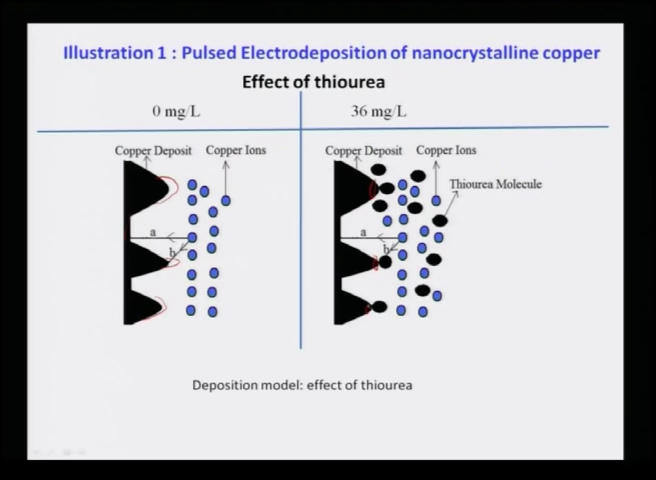 Illustration 1 : Pulsed Electrodeposition of nanocrystalline copper
Effect of thiourea
0 mg/L
36 mg/L
Copper Deposit
Copper Ions
a
b
Copper Deposit
Copper Ions
Thiourea Molecule
a
b
Deposition model: effect of thiourea